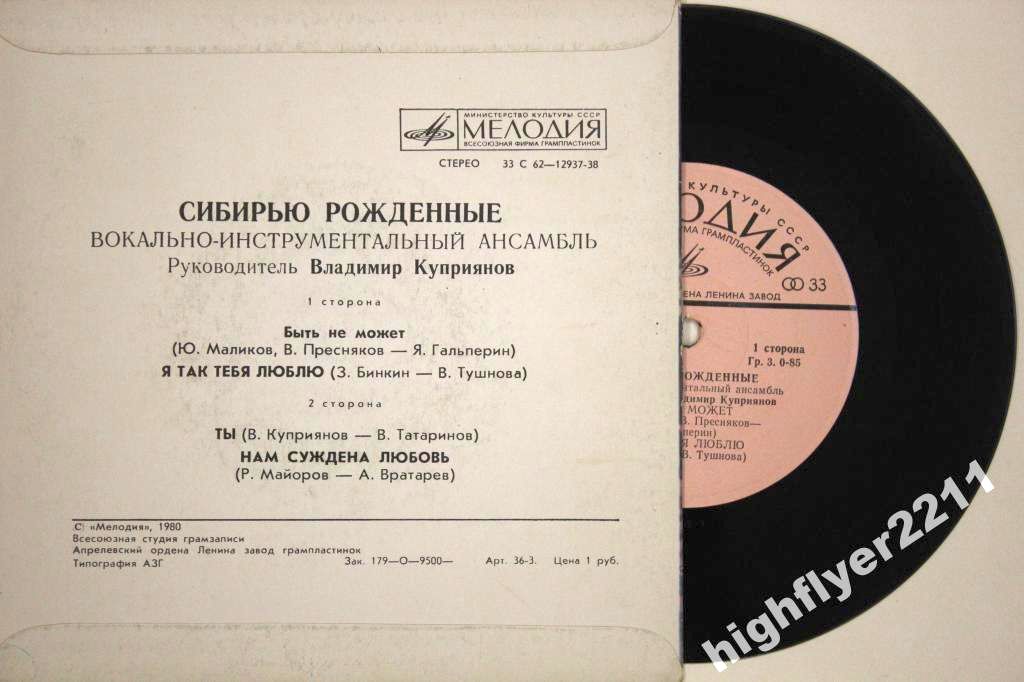 МИНИСТЕРСТВО КУЛЬТУРЫ СССР
МЕЛОДИЯ
ВСЕСОЮЗНАЯ ФИРМА ГРАМПЛАСТИНОК
СТЕРЕО 33 С 62—12937-38
СИБИРЬЮ РОЖДЕННЫЕ
ВОКАЛЬНО-ИНСТРУМЕНТАЛЬНЫЙ АНСАМБЛЬ
Руководитель Владимир Куприянов
1 сторона
Быть не может
(Ю. Маликов, В. Пресняков — Я. Гальперин)
Я ТАК ТЕБЯ ЛЮБЛЮ (З. Бинкин — В. Тушнова)
2 сторона
ТЫ (В. Куприянов — В. Татаринов)
НАМ СУЖДЕНА ЛЮБОВЬ
(Р. Майоров — А. Вратарев)
С «Мелодия», 1980
Всесоюзная студия грамзаписи
Апрелевский ордена Ленина завод грампластинок
Типография АЗГ Зак. 179—О—9500— Арт. 36-3. Цена 1 руб.
КУЛЬТУРЫ СССР
ОДИЯ
МА ГРАМПЛАСТИНОК
33
ЕНА ЛЕНИНА ЗАВОД
1 сторона
Гр. 3. 0-85
ОЖДЕННЫЕ
нтальный ансамбль
ладимир Куприянов
МОЖЕТ
В. Пресняков—
перин)
Я ЛЮБЛЮ
В. Тушнова)
highflyer2211